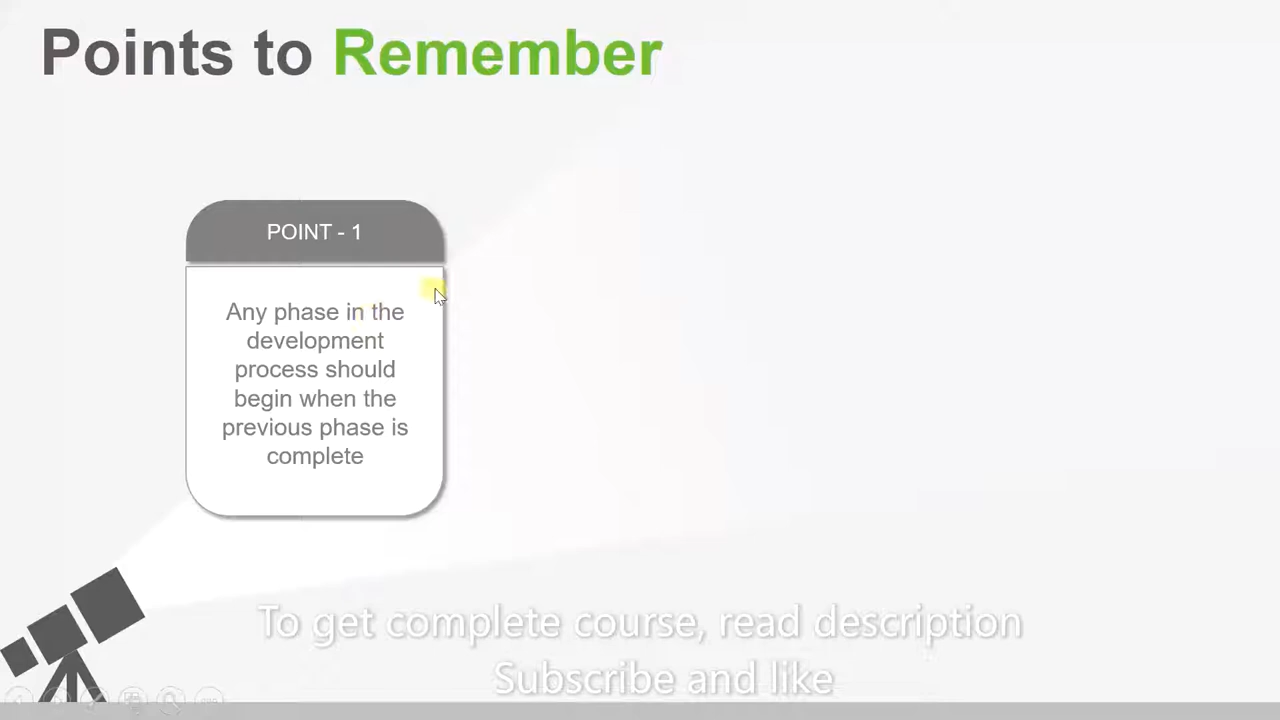 Points to Remember
POINT - 1
Any phase in the
development
process should
begin when the
previous phase is
complete
To get complete course, read description
Subscribe and like